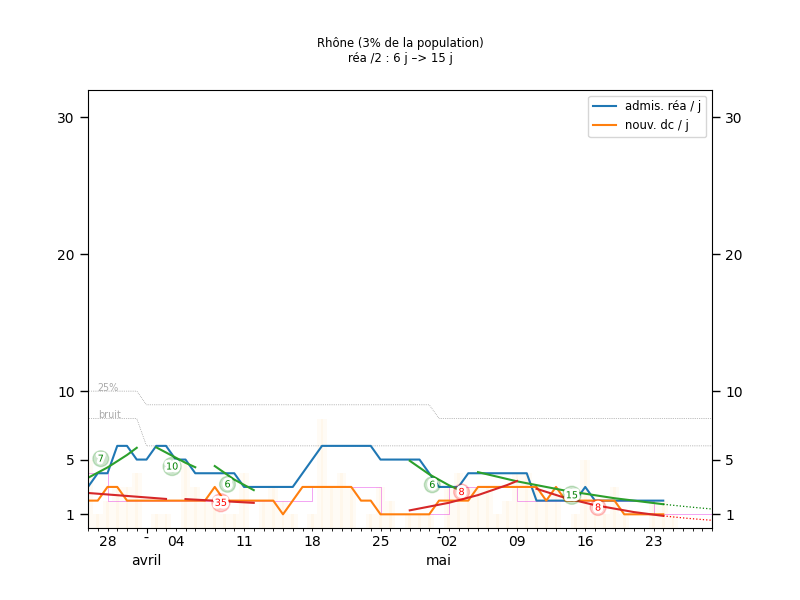 Rhône (3% de la population)
réa /2 : 6 j –> 15 j
admis. réa / j
nouv. dc / j
30 30
20 20
10 10
5 5
1 1
25%
bruit
7 10 6 35 6 8 15 8
28 04 11 18 25 02 09 16 23
avril mai